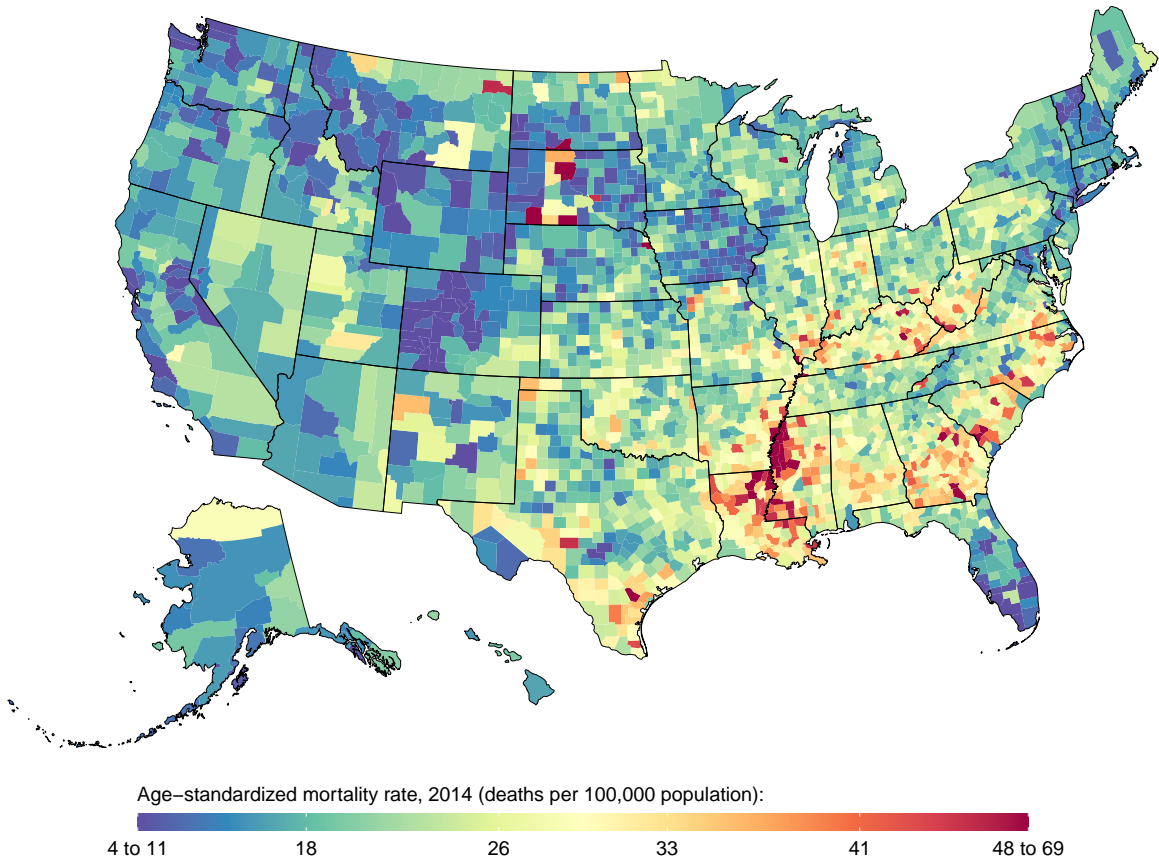 Age−standardized mortality rate, 2014 (deaths per 100,000 population):
4 to 11 18 26 33 41 48 to 69